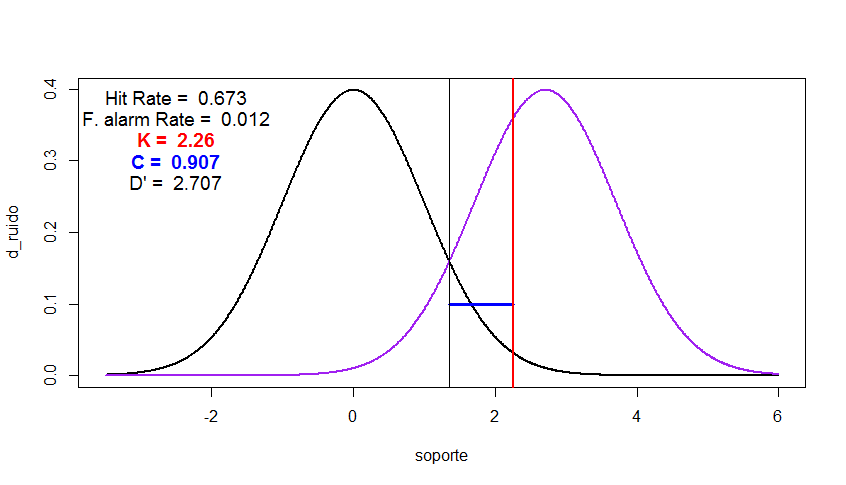 Hit Rate = 0.673
F. alarm Rate = 0.012
K = 2.26
C = 0.907
D' = 2.707
d_ruido
0.4
0.3
0.2
0.1
0.0
-2 0 2 4 6
soporte